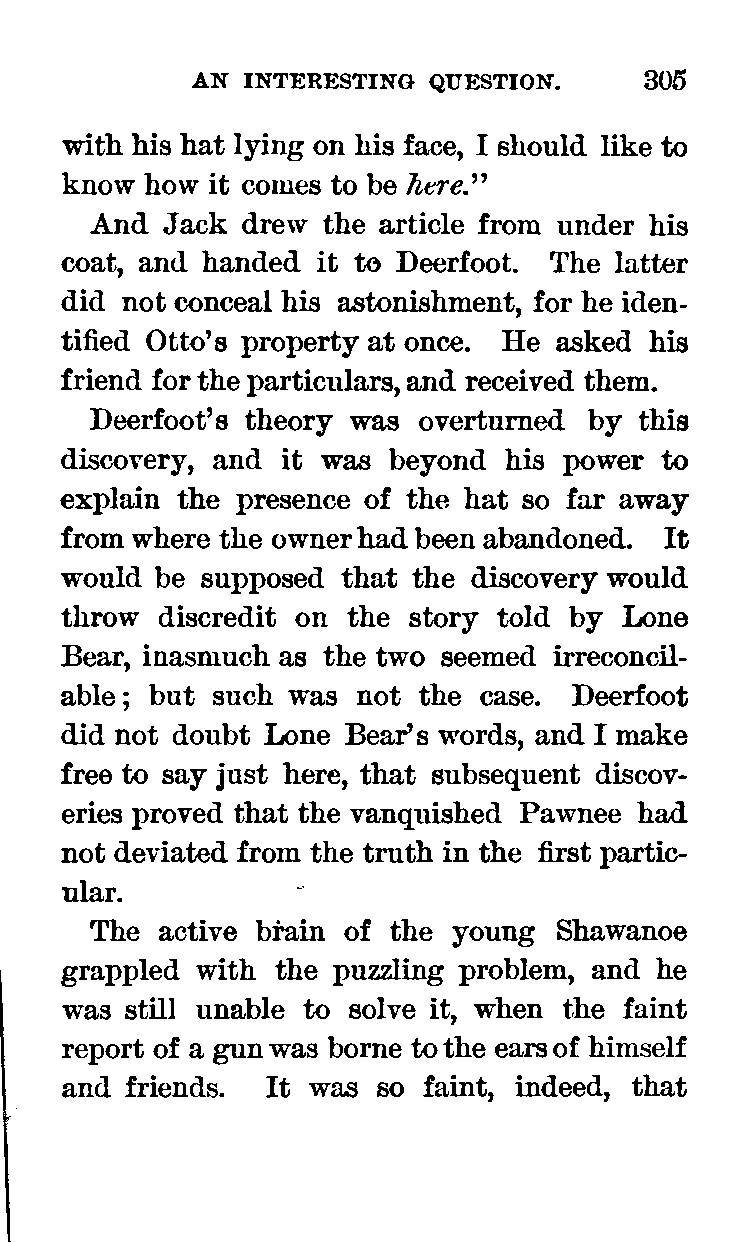 AN INTERESTING QUESTION. 305
with his hat lying on his face, I should like to
know how it comes to be here."
And Jack drew the article from under his
coat, and handed it to Deerfoot. The latter
did not conceal his astonishment, for he iden-
tified Otto's property at once. He asked his
friend for the particulars, and received them.
Deerfoot's theory was overturned by this
discovery, and it was beyond his power to
explain the presence of the hat so far away
from where the owner had been abandoned. It
would be supposed that the discovery would
throw discredit on the story told by Lone
Bear, inasmuch as the two seemed irreconcil-
able; but such was not the case. Deerfoot
did not doubt Lone Bear's words, and I make
free to say just here, that subsequent discov-
eries proved that the vanquished Pawnee had
not deviated from the truth in the first partic-
ular.
The active brain of the young Shawanoe
grappled with the puzzling problem, and he
was still unable to solve it, when the faint
report of a gun was borne to the ears of himself
and friends. It was so faint, indeed, that